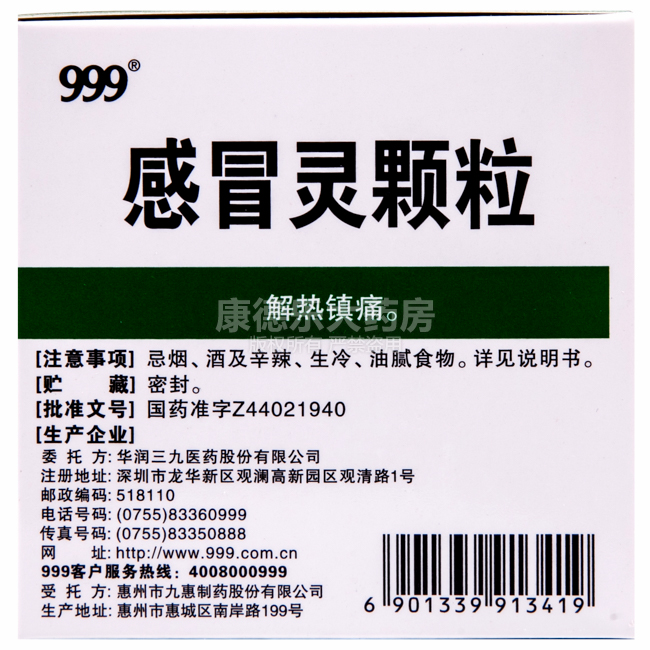 999®
感冒灵颗粒
解热镇痛。
康德乐大药房
版权所有 严禁盗用
[注意事项] 忌烟、酒及辛辣、生冷、油腻食物。详见说明书。
[贮 藏] 密封。
[批准文号] 国药准字Z44021940
[生产企业]
委 托 方: 华润三九医药股份有限公司
注册地址: 深圳市龙华新区观澜高新园区观清路1号
邮政编码: 518110
电话号码: (0755)83360999
传真号码: (0755)83350888
网 址: http://www.999.com.cn
999客户服务热线: 4008000999
受 托 方: 惠州市九惠制药股份有限公司
生产地址: 惠州市惠城区南岸路199号
6 901339 913419